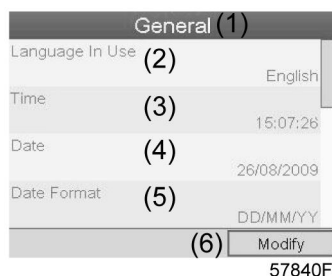 General (1)
Language In Use (2)
English
Time (3)
15:07:26
Date (4)
26/08/2009
Date Format (5)
DD/MM/YY
(6) Modify
57840F